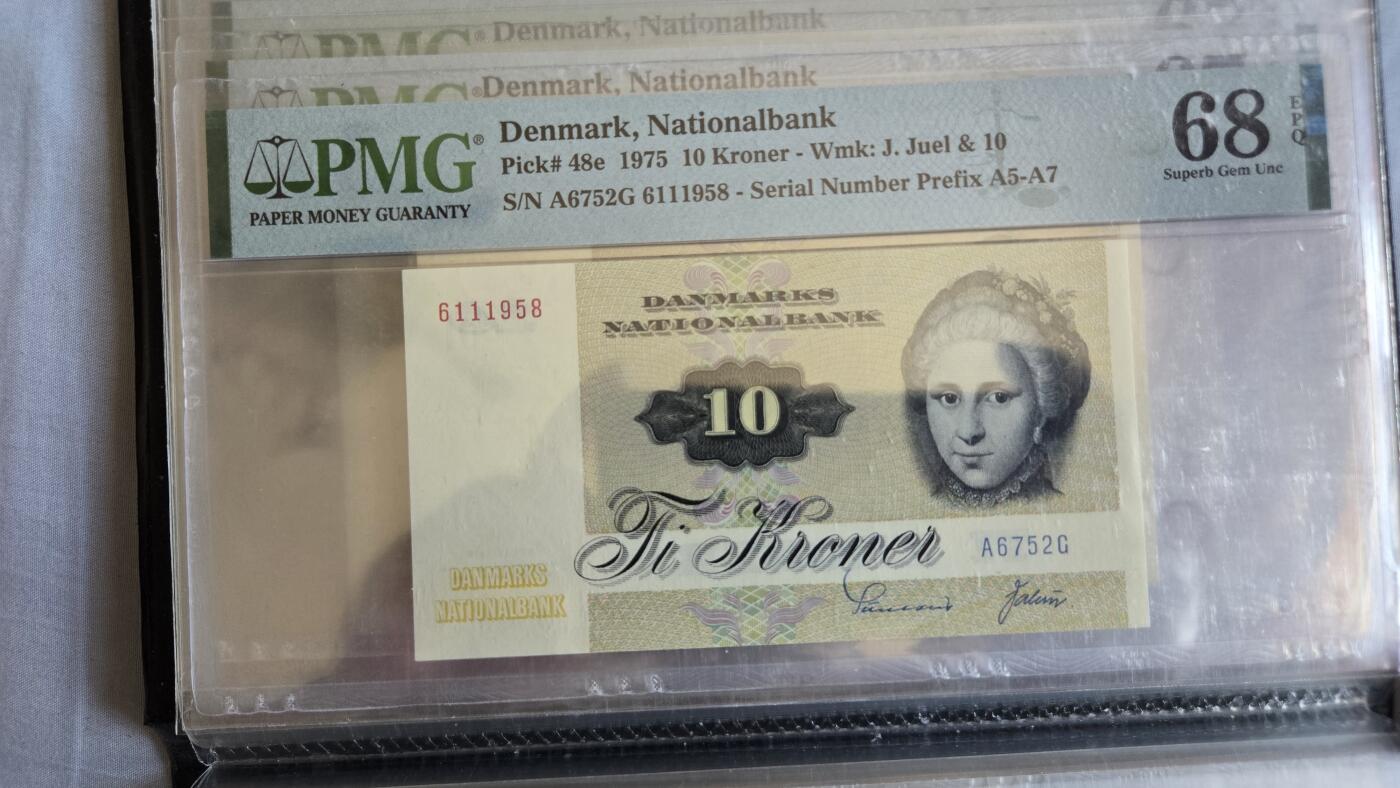 PMG® Denmark, Nationalbank
PMG® Denmark, Nationalbank
PMG®
PAPER MONEY GUARANTY
Denmark, Nationalbank
Pick# 48e 1975 10 Kroner - Wmk: J. Juel & 10
S/N A6752G 6111958 - Serial Number Prefix A5-A7
68
EPQ
Superb Gem Unc
6111958
DANMARKS
NATIONALBANK
10
Ti Kroner
A6752G
DANMARKS
NATIONALBANK